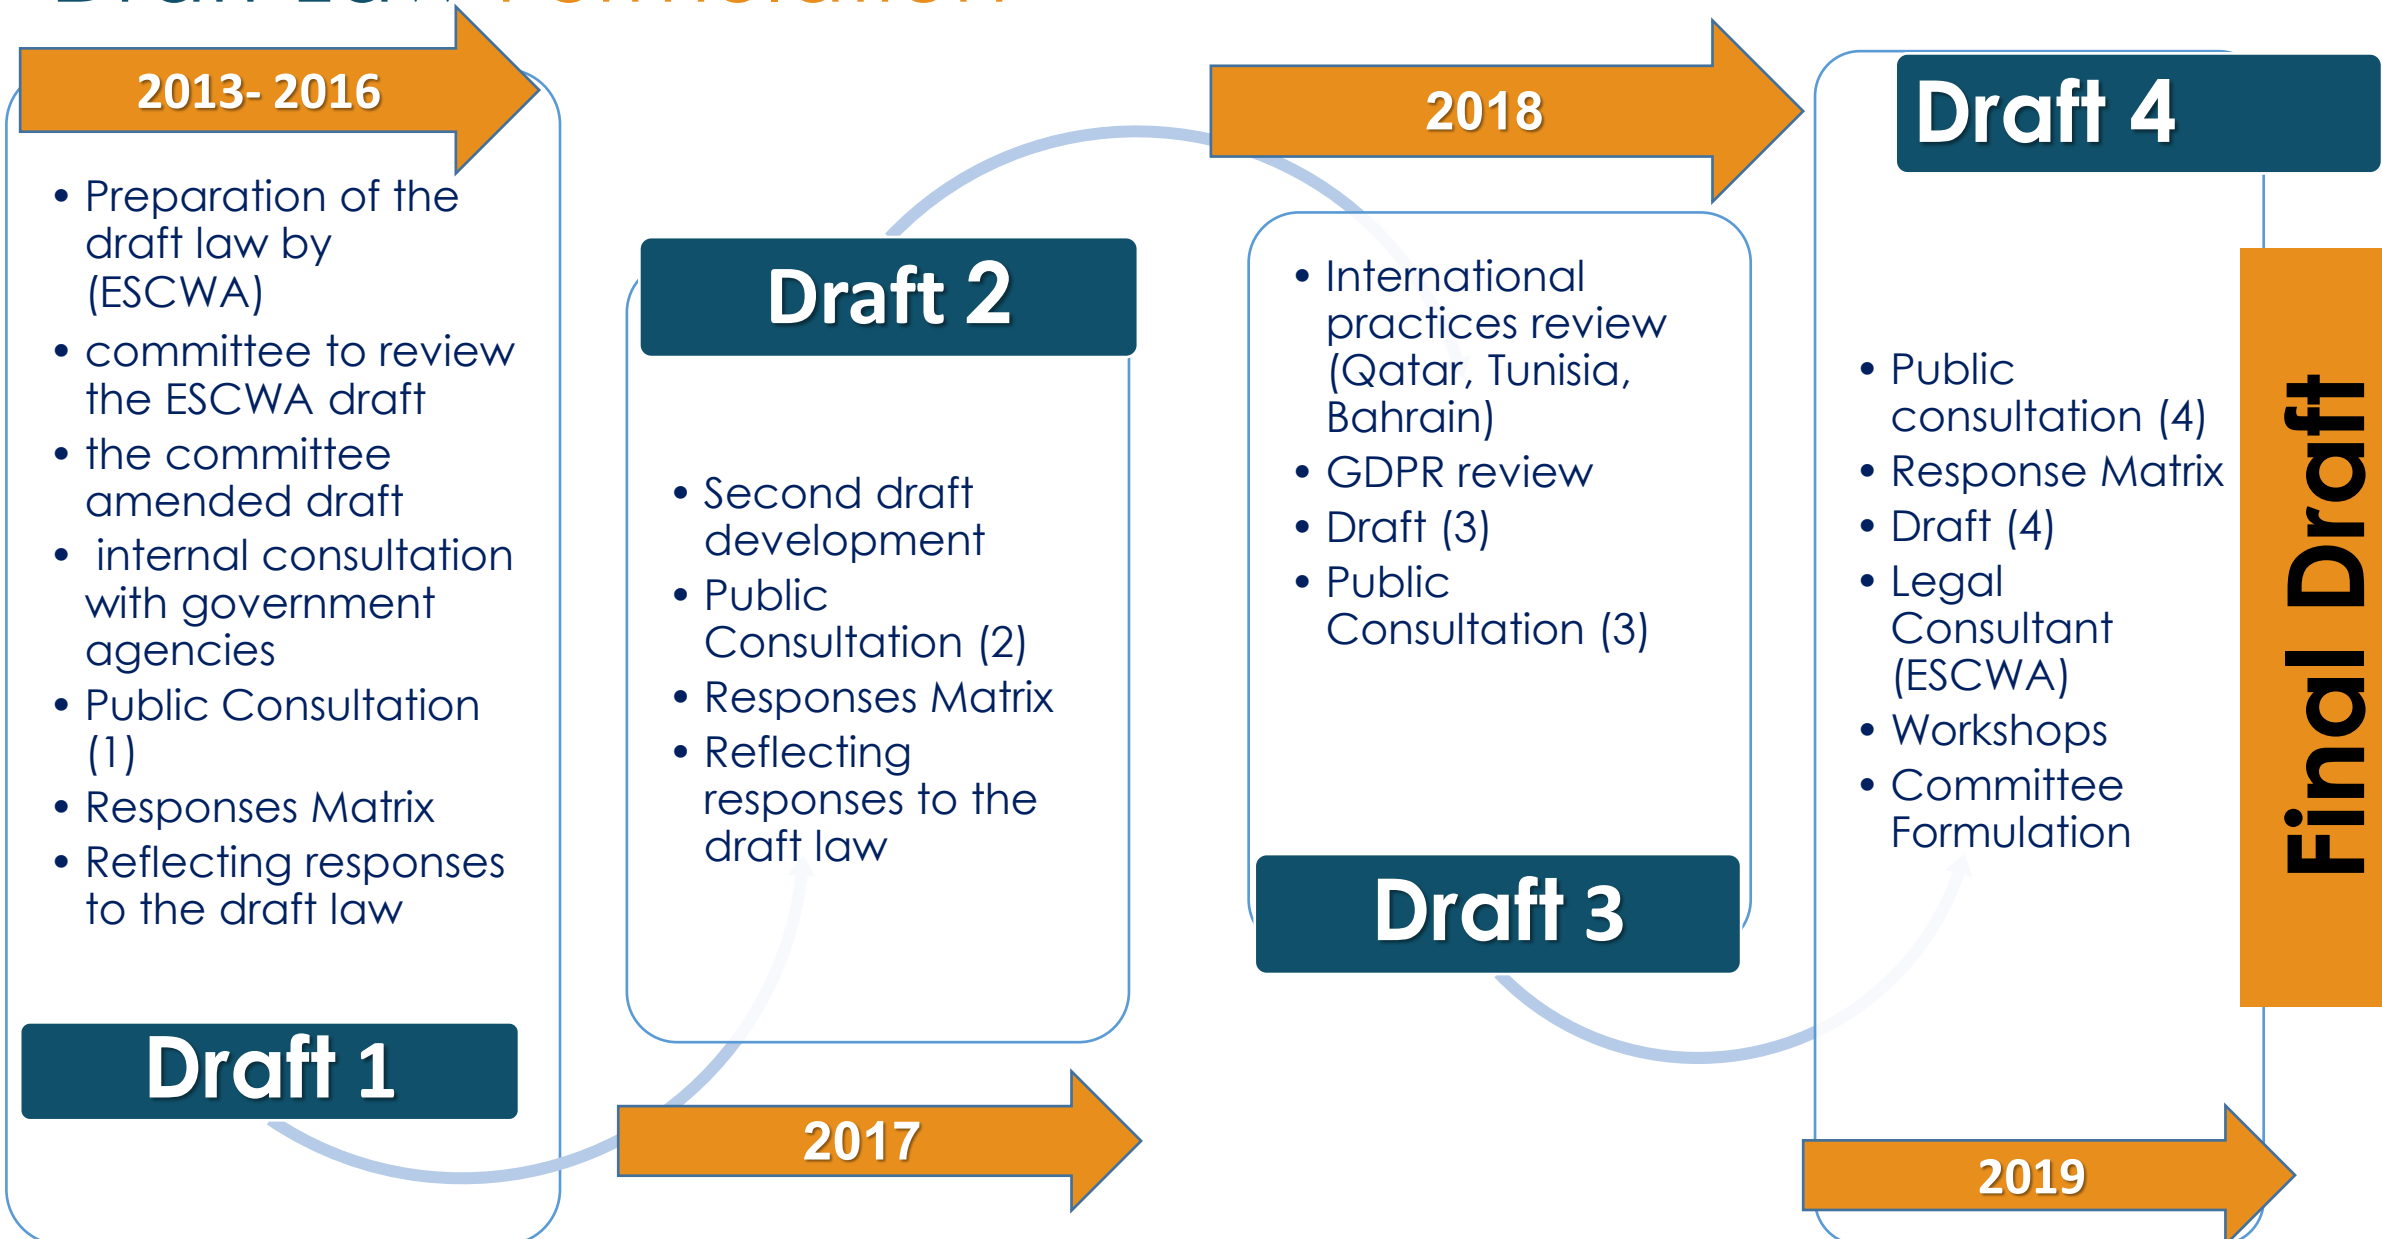 Draft Law Formulation
2013- 2016
• Preparation of the
draft law by
(ESCWA)
• committee to review
the ESCWA draft
• the committee
amended draft
• internal consultation
with government
agencies
• Public Consultation
(1)
• Responses Matrix
• Reflecting responses
to the draft law
Draft 1
Draft 2
• Second draft
development
• Public
Consultation (2)
• Responses Matrix
• Reflecting
responses to the
draft law
2017
2018
• International
practices review
(Qatar, Tunisia,
Bahrain)
• GDPR review
• Draft (3)
• Public
Consultation (3)
Draft 3
Draft 4
• Public
consultation (4)
• Response Matrix
• Draft (4)
• Legal
Consultant
(ESCWA)
• Workshops
• Committee
Formulation
2019
Final Draft